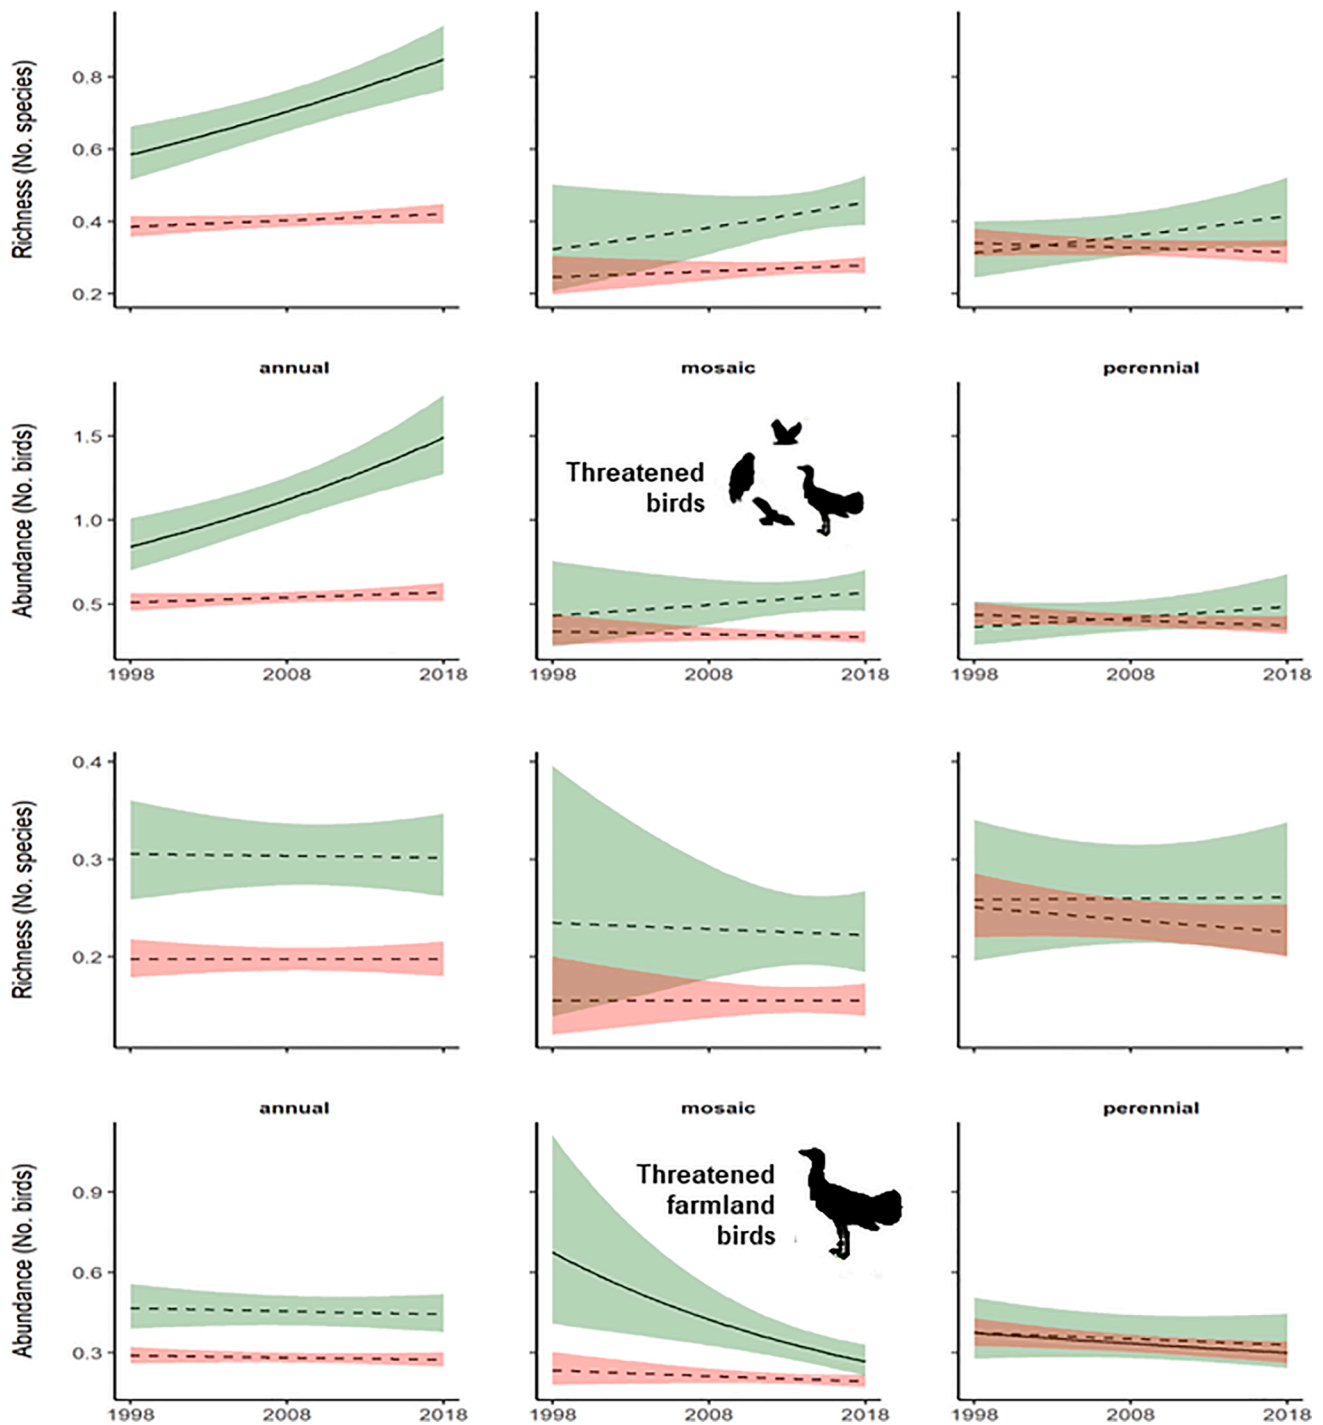 Richness (No. species)
0.8
0.6
0.4
0.2
annual
mosaic
perennial
Abundance (No. birds)
1.5
1.0
0.5
Threatened
birds
1998
2008
2018
1998
2008
2018
1998
2008
2018
Richness (No. species)
0.4
0.3
0.2
annual
mosaic
perennial
Abundance (No. birds)
0.9
0.6
0.3
Threatened
farmland
birds
1998
2008
2018
1998
2008
2018
1998
2008
2018